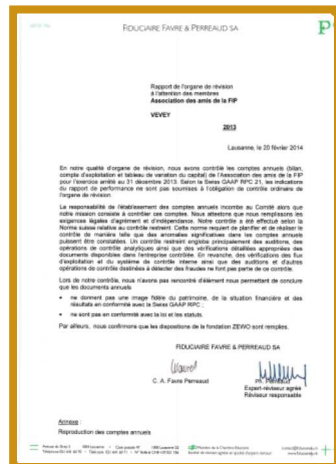 FIDUCIAIRE FAVRE & PERREAUD SA
Rapport de l'organe de révision
à l'attention des membres
Association des amis de la FIP
VEVEY
2013
Lausanne, le 20 février 2014
En notre qualité d'organe de révision, nous avons contrôlé les comptes annuels (bilan,
compte d'exploitation et tableau de variation du capital) de l'Association des amis de la FIP
pour l'exercice arrêté au 31 décembre 2013. Selon la Swiss GAAP RPC 21, les indications
du rapport de performance ne sont pas soumises à l'obligation de contrôle ordinaire de
l'organe de révision.
La responsabilité de l'établissement des comptes annuels incombe au Comité alors que
notre mission consiste à contrôler ces comptes. Nous attestons que nous remplissons les
exigences légales d'agrément et d'indépendance. Notre contrôle a été effectué selon la
Norme suisse relative au contrôle restreint. Cette norme requiert de planifier et de réaliser le
contrôle de manière telle que des anomalies significatives dans les comptes annuels
puissent être constatées. Un contrôle restreint englobe principalement des auditions, des
opérations de contrôle analytiques ainsi que des vérifications détaillées appropriées des
documents disponibles dans l'entreprise contrôlée. En revanche, des vérifications des flux
d'exploitation et du système de contrôle interne ainsi que des auditions et d'autres
opérations de contrôle destinées à détecter des fraudes ne font pas partie de ce contrôle.
Lors de notre contrôle, nous n'avons pas rencontré d'élément nous permettant de conclure
que les documents annuels
• ne donnent pas une image fidèle du patrimoine, de la situation financière et des
résultats en conformité avec la Swiss GAAP RPC ;
• ne sont pas en conformité avec la loi et les statuts.
Par ailleurs, nous confirmons que les dispositions de la fondation ZEWO sont remplies.
FIDUCIAIRE FAVRE & PERREAUD SA
C. A. Favre Perreaud
Ph. Perreaud
Expert-réviseur agréé
Réviseur responsable
Annexe :
Reproduction des comptes annuels